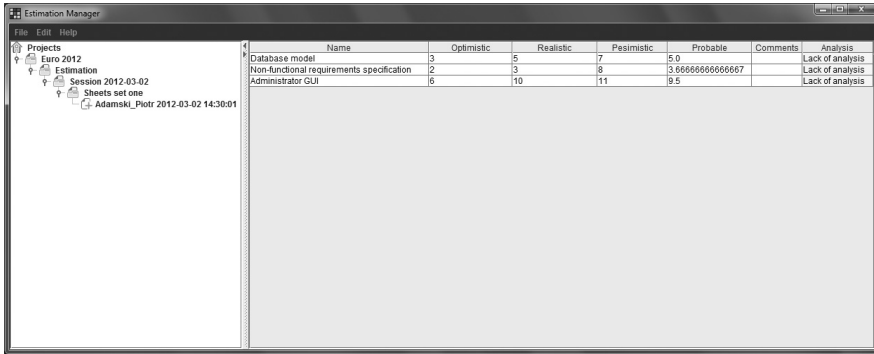 Estimation Manager
File Edit Help
Projects
Euro 2012
Estimation
Session 2012-03-02
Sheets set one
Adamski_Piotr 2012-03-02 14:30:01
Name Optimistic Realistic Pesimistic Probable Comments Analysis
Database model 3 5 7 5.0 Lack of analysis
Non-functional requirements specification 2 3 8 3.66666666666667 Lack of analysis
Administrator GUI 6 10 11 9.5 Lack of analysis